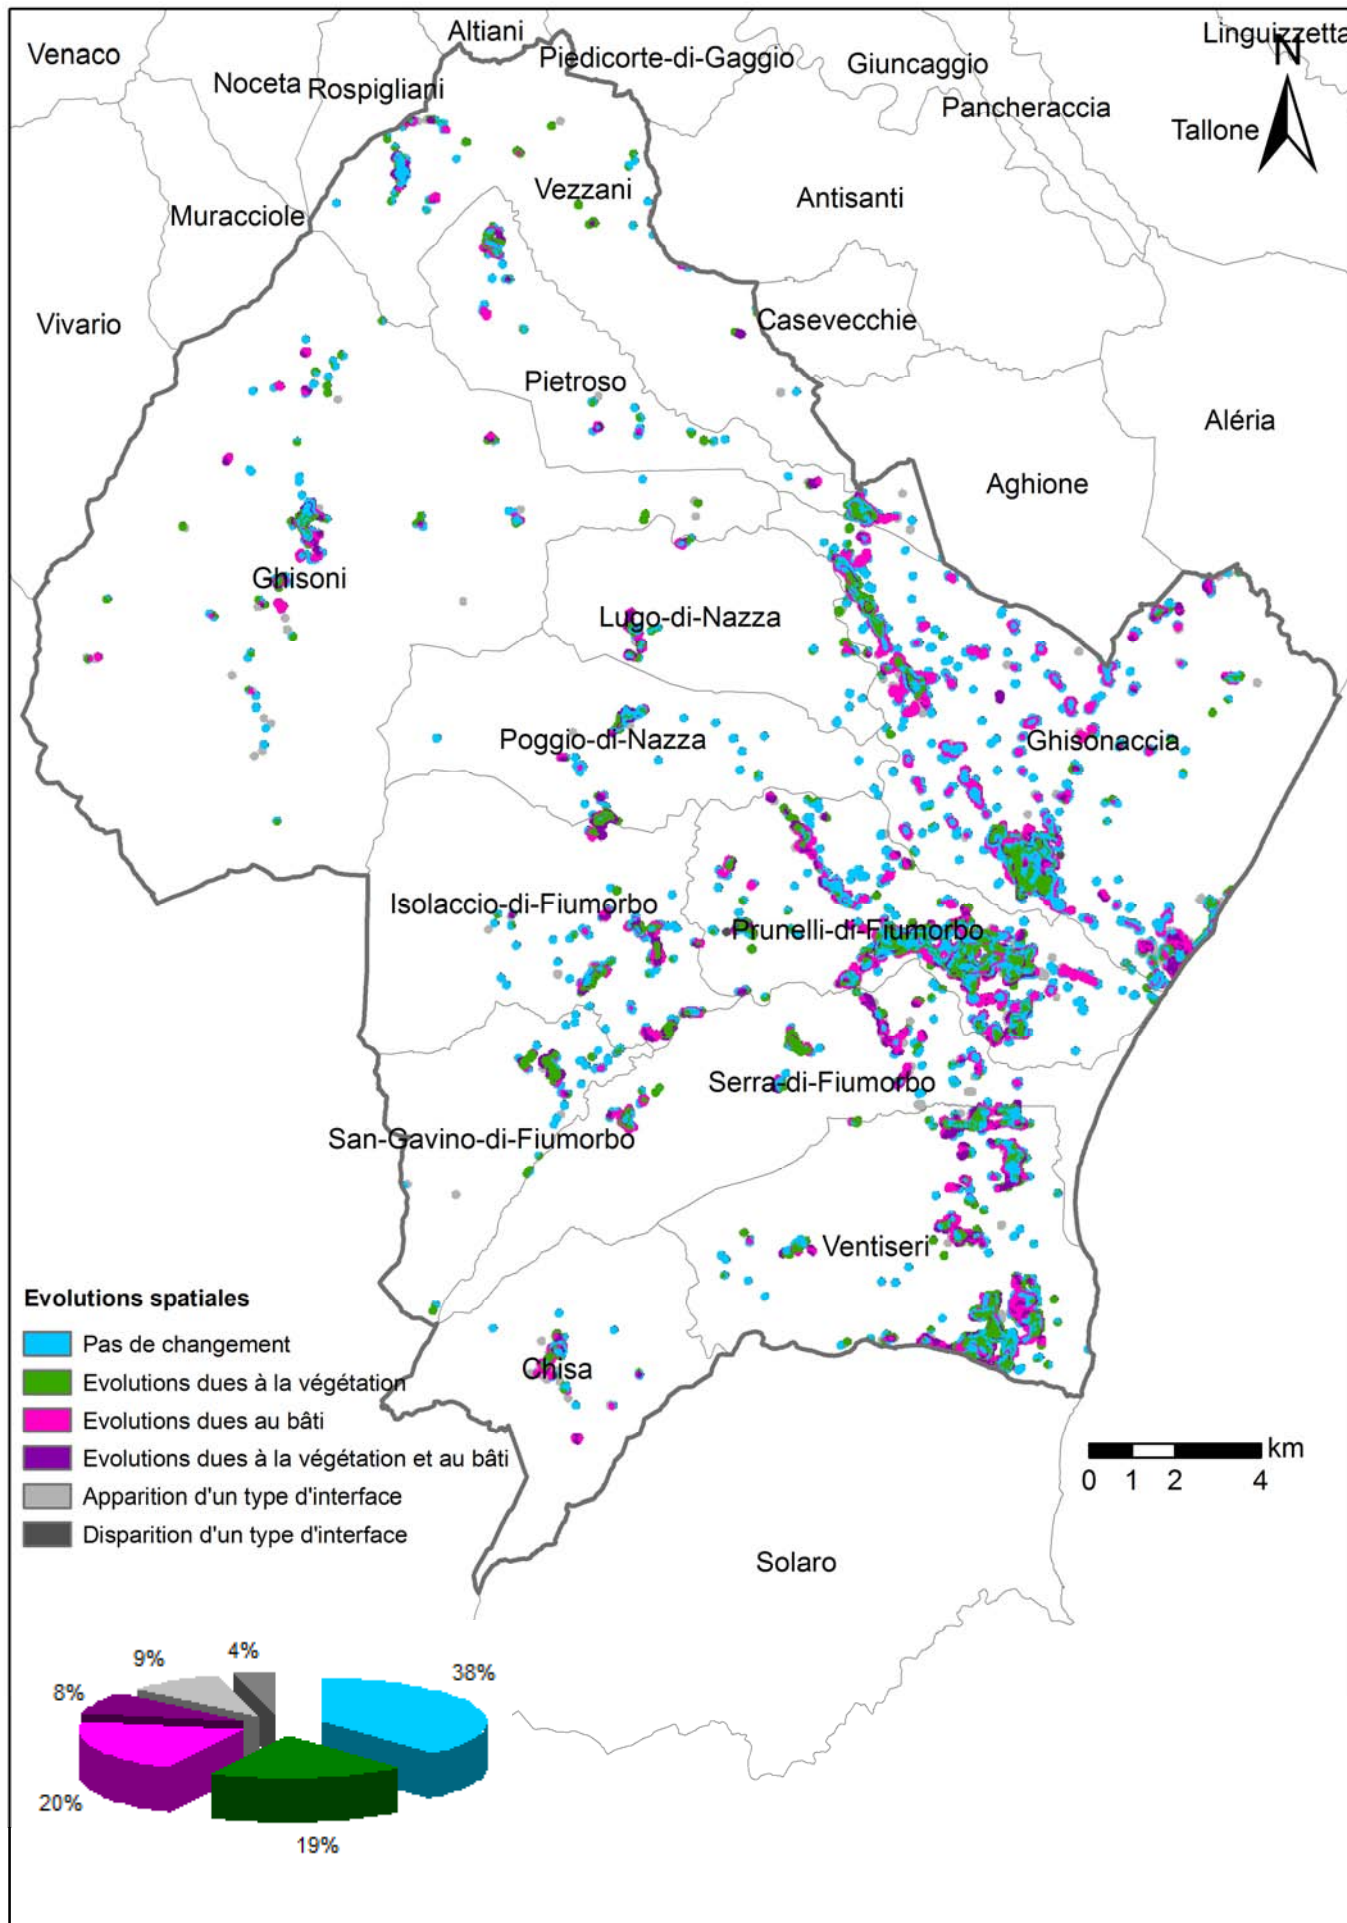 Altiani
Linguizzetta
Venaco
Piedicorte-di-Gaggio
Giuncaggio
N
Noceta
Rospigliani
Pancheraccia
Tallone
Vezzani
Antisanti
Muracciole
Vivario
Casevecchie
Pietroso
Aléria
Aghione
Ghisoni
Lugo-di-Nazza
Poggio-di-Nazza
Ghisonaccia
Isolaccio-di-Fiumorbo
Prunelli-di-Fiumorbo
Serra-di-Fiumorbo
San-Gavino-di-Fiumorbo
Ventiseri
Chisa
Solaro
Evolutions spatiales
Pas de changement
Evolutions dues à la végétation
Evolutions dues au bâti
Evolutions dues à la végétation et au bâti
Apparition d'un type d'interface
Disparition d'un type d'interface
km
0 1 2 4
4%
9%
38%
8%
20%
19%